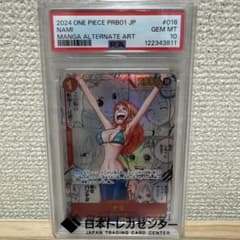 2024 ONE PIECE PRB01 JP #016
NAMI GEM MT
MANGA ALTERNATE ART 10
PSA 122343811
日本トレカセンター
JAPAN TRADING CARD CENTER